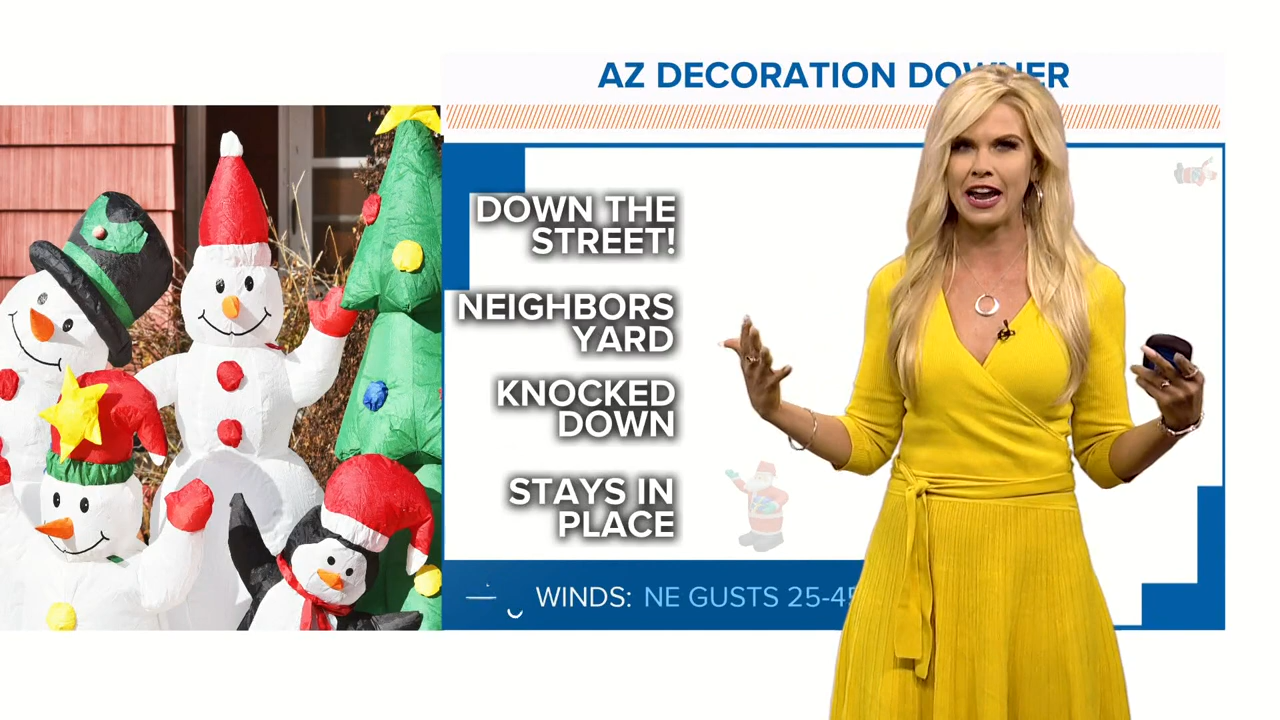 AZ DECORATION DOWNER
DOWN THE
STREET!
NEIGHBORS
YARD
KNOCKED
DOWN
STAYS IN
PLACE
WINDS: NE GUSTS 25-45